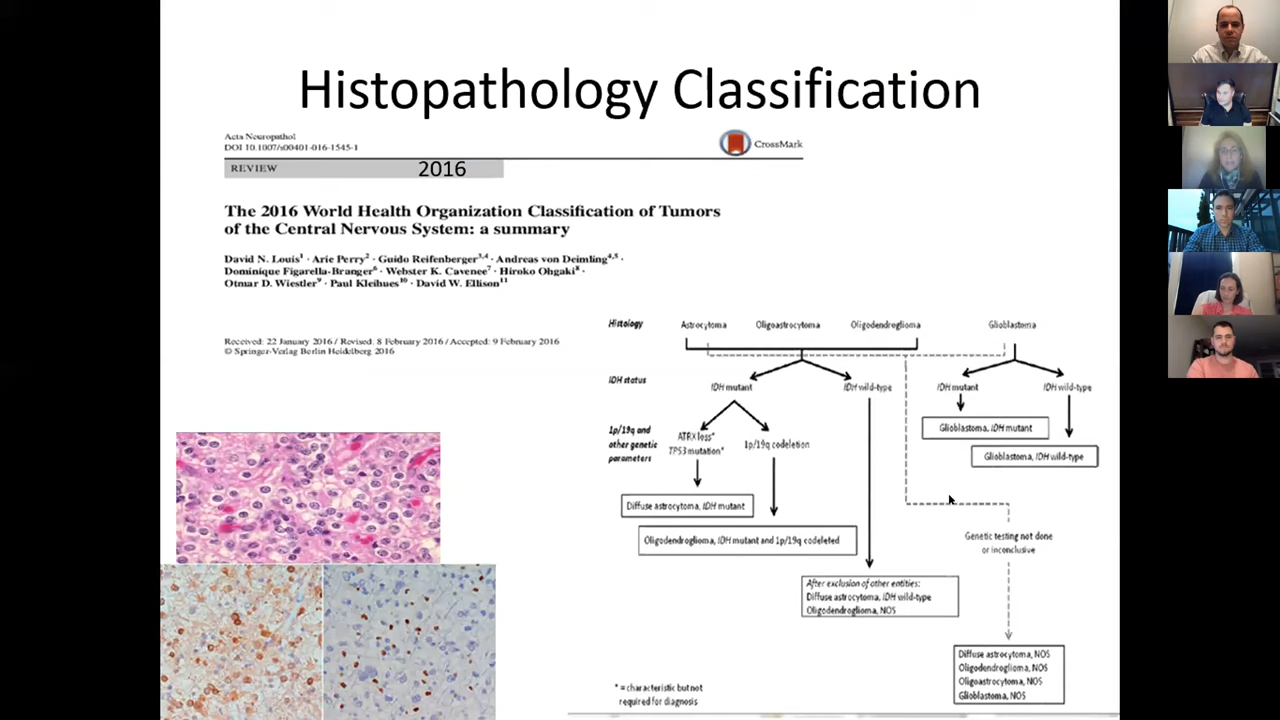 Histopathology Classification
Acta Neuropathol
DOI 10.1007/s00401-016-1545-1
CrossMark
REVIEW
2016
The 2016 World Health Organization Classification of Tumors
of the Central Nervous System: a summary
David N. Louis1 · Arie Perry2 · Guido Reifenberger3,4 · Andreas von Deimling4,5 ·
Dominique Figarella-Branger6 · Webster K. Cavenee7 · Hiroko Ohgaki8 ·
Otmar D. Wiestler9 · Paul Kleihues10 · David W. Ellison11
Received: 22 January 2016 / Revised: 8 February 2016 / Accepted: 9 February 2016
© Springer-Verlag Berlin Heidelberg 2016
Histology
Astrocytoma
Oligoastrocytoma
Oligodendroglioma
Glioblastoma
IDH status
IDH mutant
IDH wild-type
IDH mutant
IDH wild-type
1p/19q and
other genetic
parameters
ATRX loss*
TP53 mutation*
1p/19q codeletion
Glioblastoma, IDH mutant
Glioblastoma, IDH wild-type
Diffuse astrocytoma, IDH mutant
Oligodendroglioma, IDH mutant and 1p/19q codeleted
Genetic testing not done
or inconclusive
After exclusion of other entities:
Diffuse astrocytoma, IDH wild-type
Oligodendroglioma, NOS
Diffuse astrocytoma, NOS
Oligodendroglioma, NOS
Oligoastrocytoma, NOS
Glioblastoma, NOS
* = characteristic but not
required for diagnosis